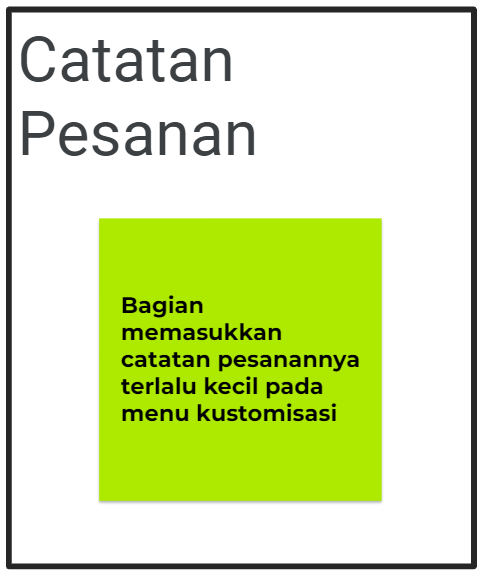 Catatan
Pesanan
Bagian
memasukkan
catatan pesanannya
terlalu kecil pada
menu kustomisasi